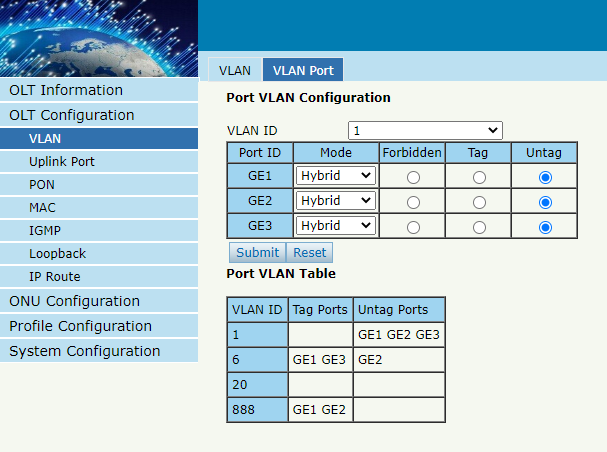 VLAN VLAN Port
OLT Information
OLT Configuration
VLAN
Uplink Port
PON
MAC
IGMP
Loopback
IP Route
ONU Configuration
Profile Configuration
System Configuration
Port VLAN Configuration
VLAN ID 1
Port ID Mode Forbidden Tag Untag
GE1 Hybrid
GE2 Hybrid
GE3 Hybrid
Submit Reset
Port VLAN Table
VLAN ID Tag Ports Untag Ports
1 GE1 GE2 GE3
6 GE1 GE3 GE2
20
888 GE1 GE2